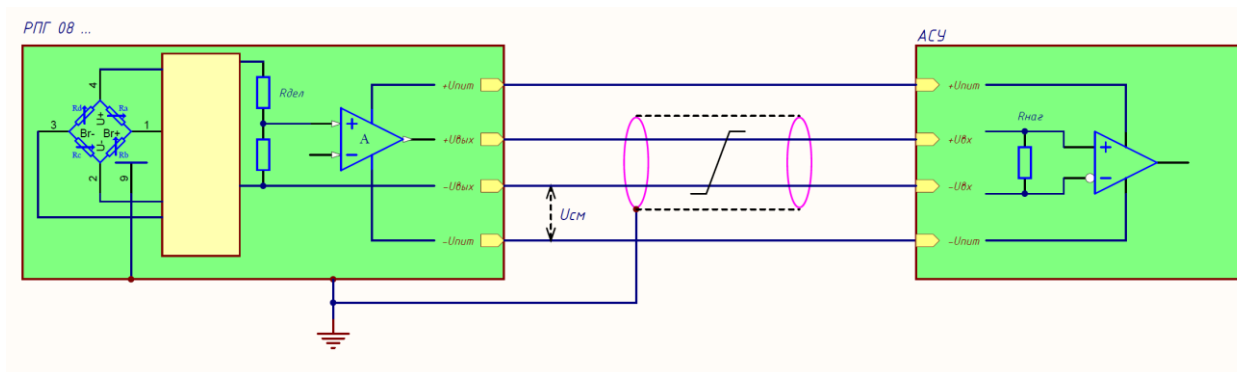 РПГ 08 ...
АСУ
4
Rd
Ra
U+
3
Br-
Br+
1
Rc
U-
Rb
2
9
Rдел
+
A
−
+Uпит
+Uвых
-Uвых
-Uпит
Uсм
+Uпит
+Uвх
-Uвх
-Uпит
Rнаг
+
−